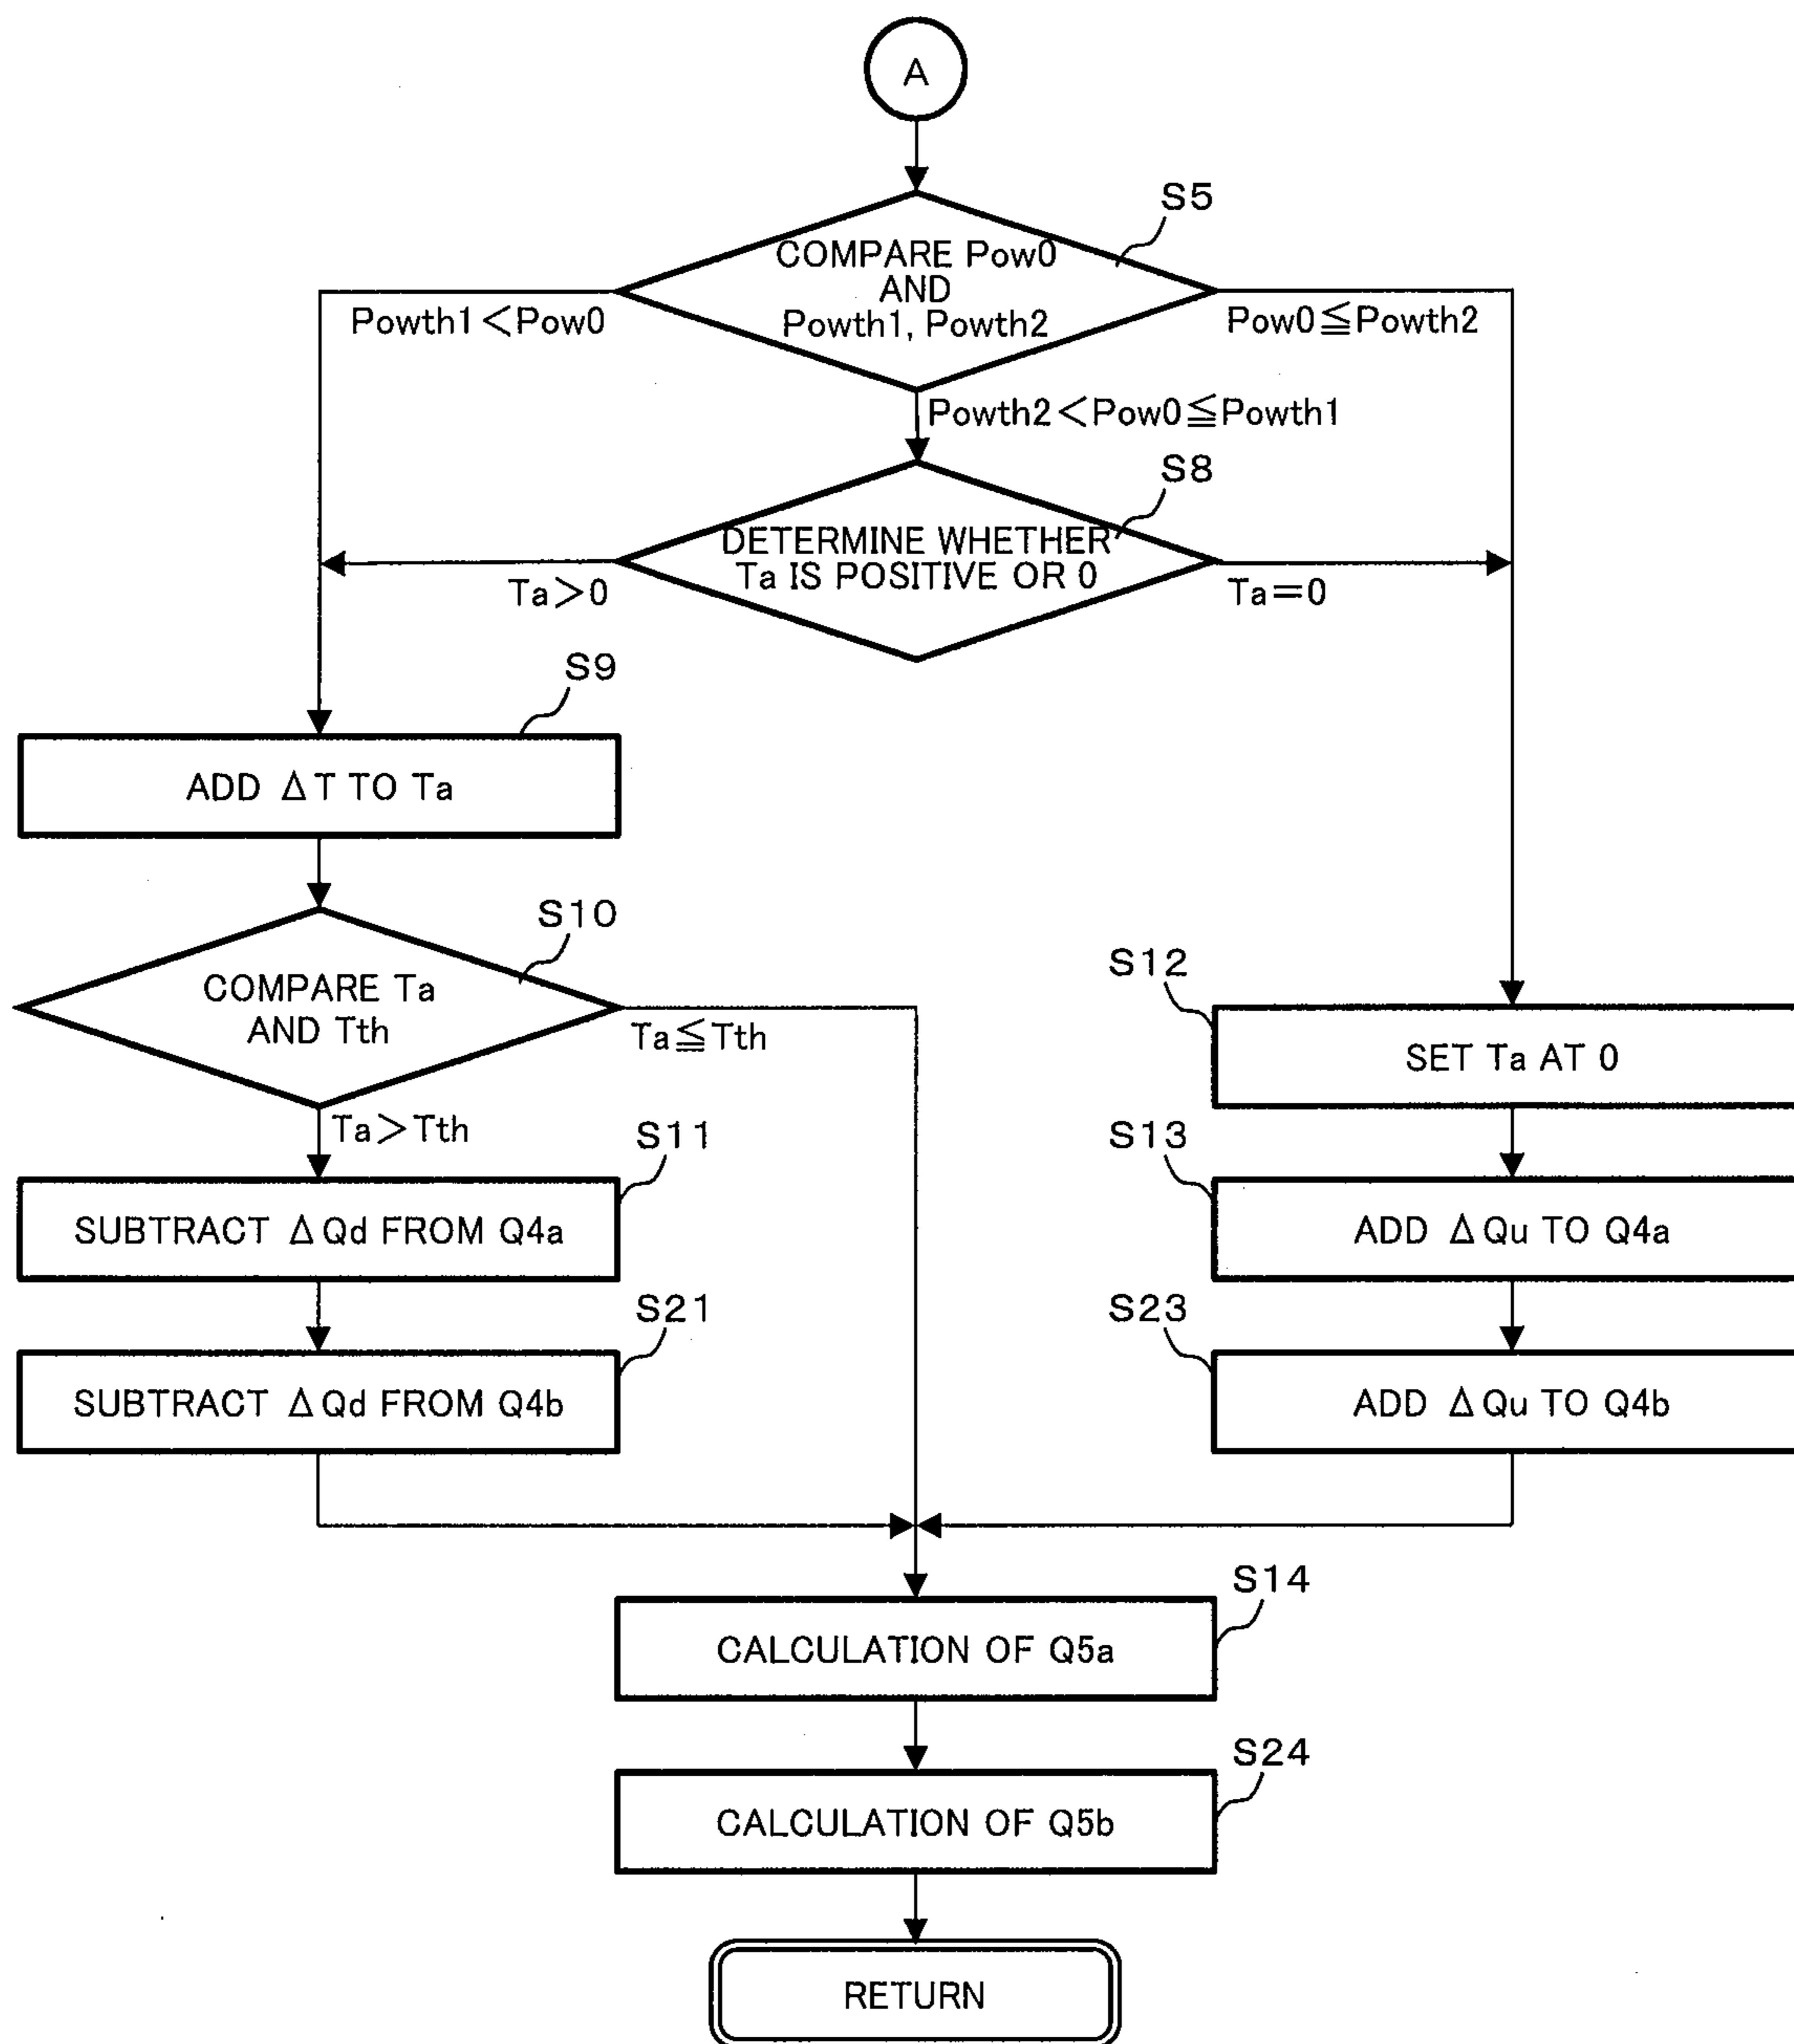 A
S5
COMPARE Pow0
AND
Powth1, Powth2
Powth1<Pow0
Pow0≦Powth2
Powth2<Pow0≦Powth1
S8
DETERMINE WHETHER
Ta IS POSITIVE OR 0
Ta>0
Ta=0
S9
ADD ΔT TO Ta
S10
COMPARE Ta
AND Tth
Ta≦Tth
Ta>Tth
S12
SET Ta AT 0
S11
SUBTRACT ΔQd FROM Q4a
S13
ADD ΔQu TO Q4a
S21
SUBTRACT ΔQd FROM Q4b
S23
ADD ΔQu TO Q4b
S14
CALCULATION OF Q5a
S24
CALCULATION OF Q5b
RETURN